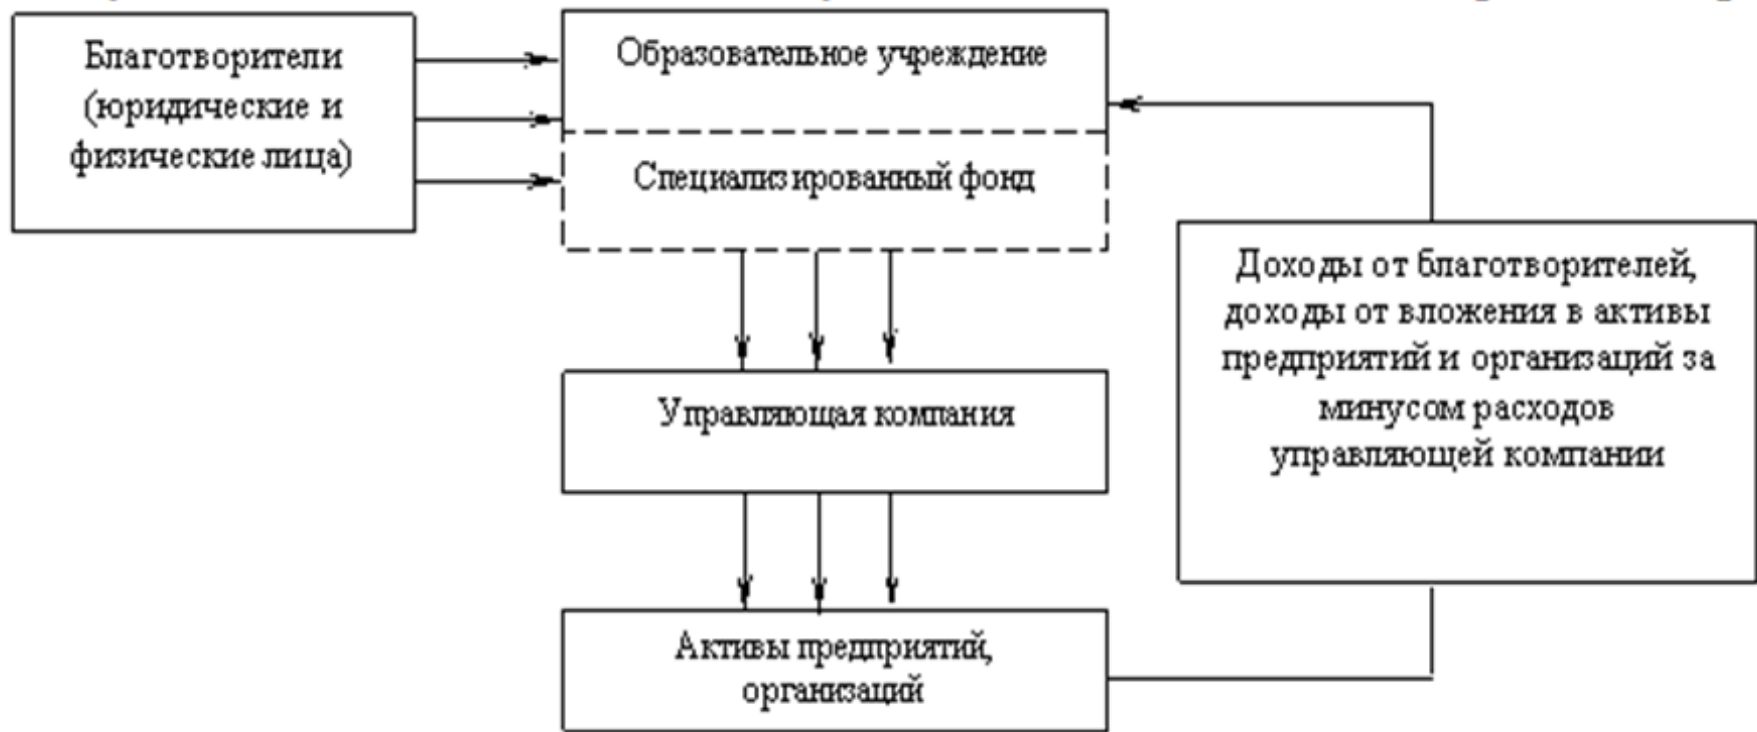 Благотворители
(юридические и
физические лица)
Образовательное учреждение
Специализированный фонд
Управляющая компания
Активы предприятий,
организаций
Доходы от благотворителей,
доходы от вложения в активы
предприятий и организаций за
минусом расходов
управляющей компании